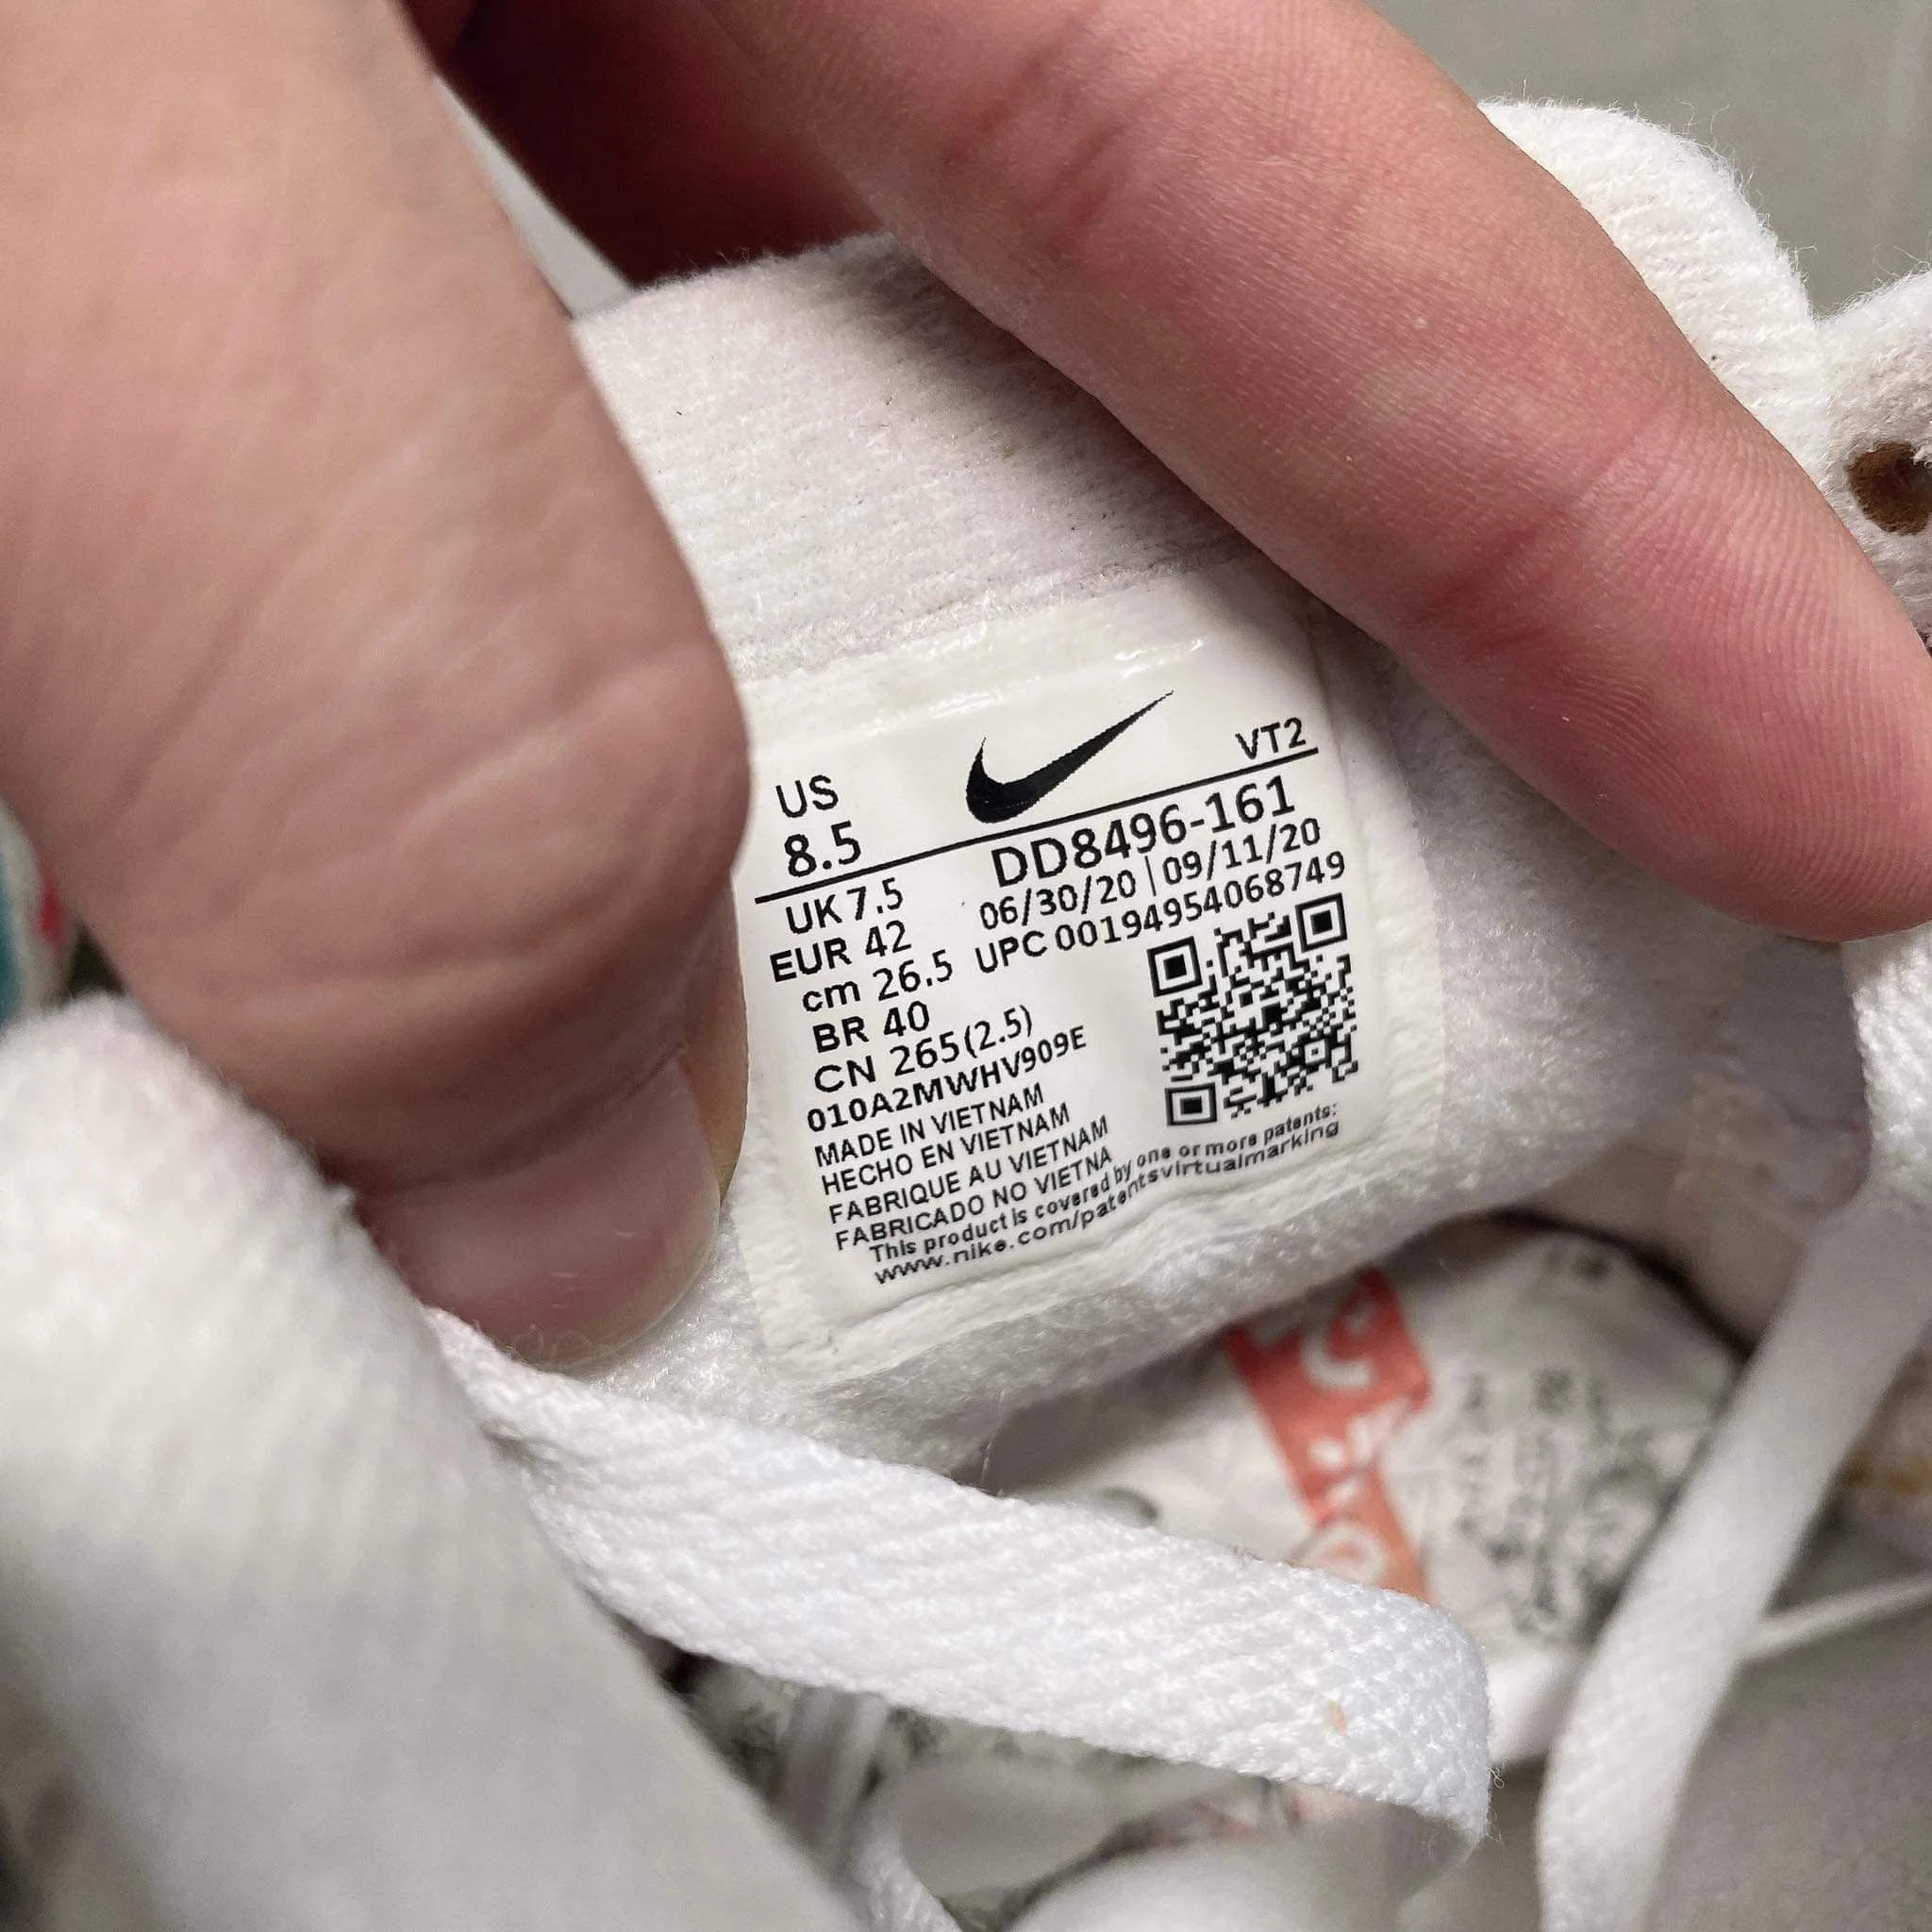 US
8.5
VT2
DD8496-161
06/30/20 | 09/11/20
UPC 00194954068749
UK 7.5
EUR 42
cm 26.5
BR 40
CN 265(2.5)
010A2MWHV909E
MADE IN VIETNAM
HECHO EN VIETNAM
FABRIQUE AU VIETNAM
FABRICADO NO VIETNA
This product is covered by one or more patents:
www.nike.com/patentsvirtualmarking